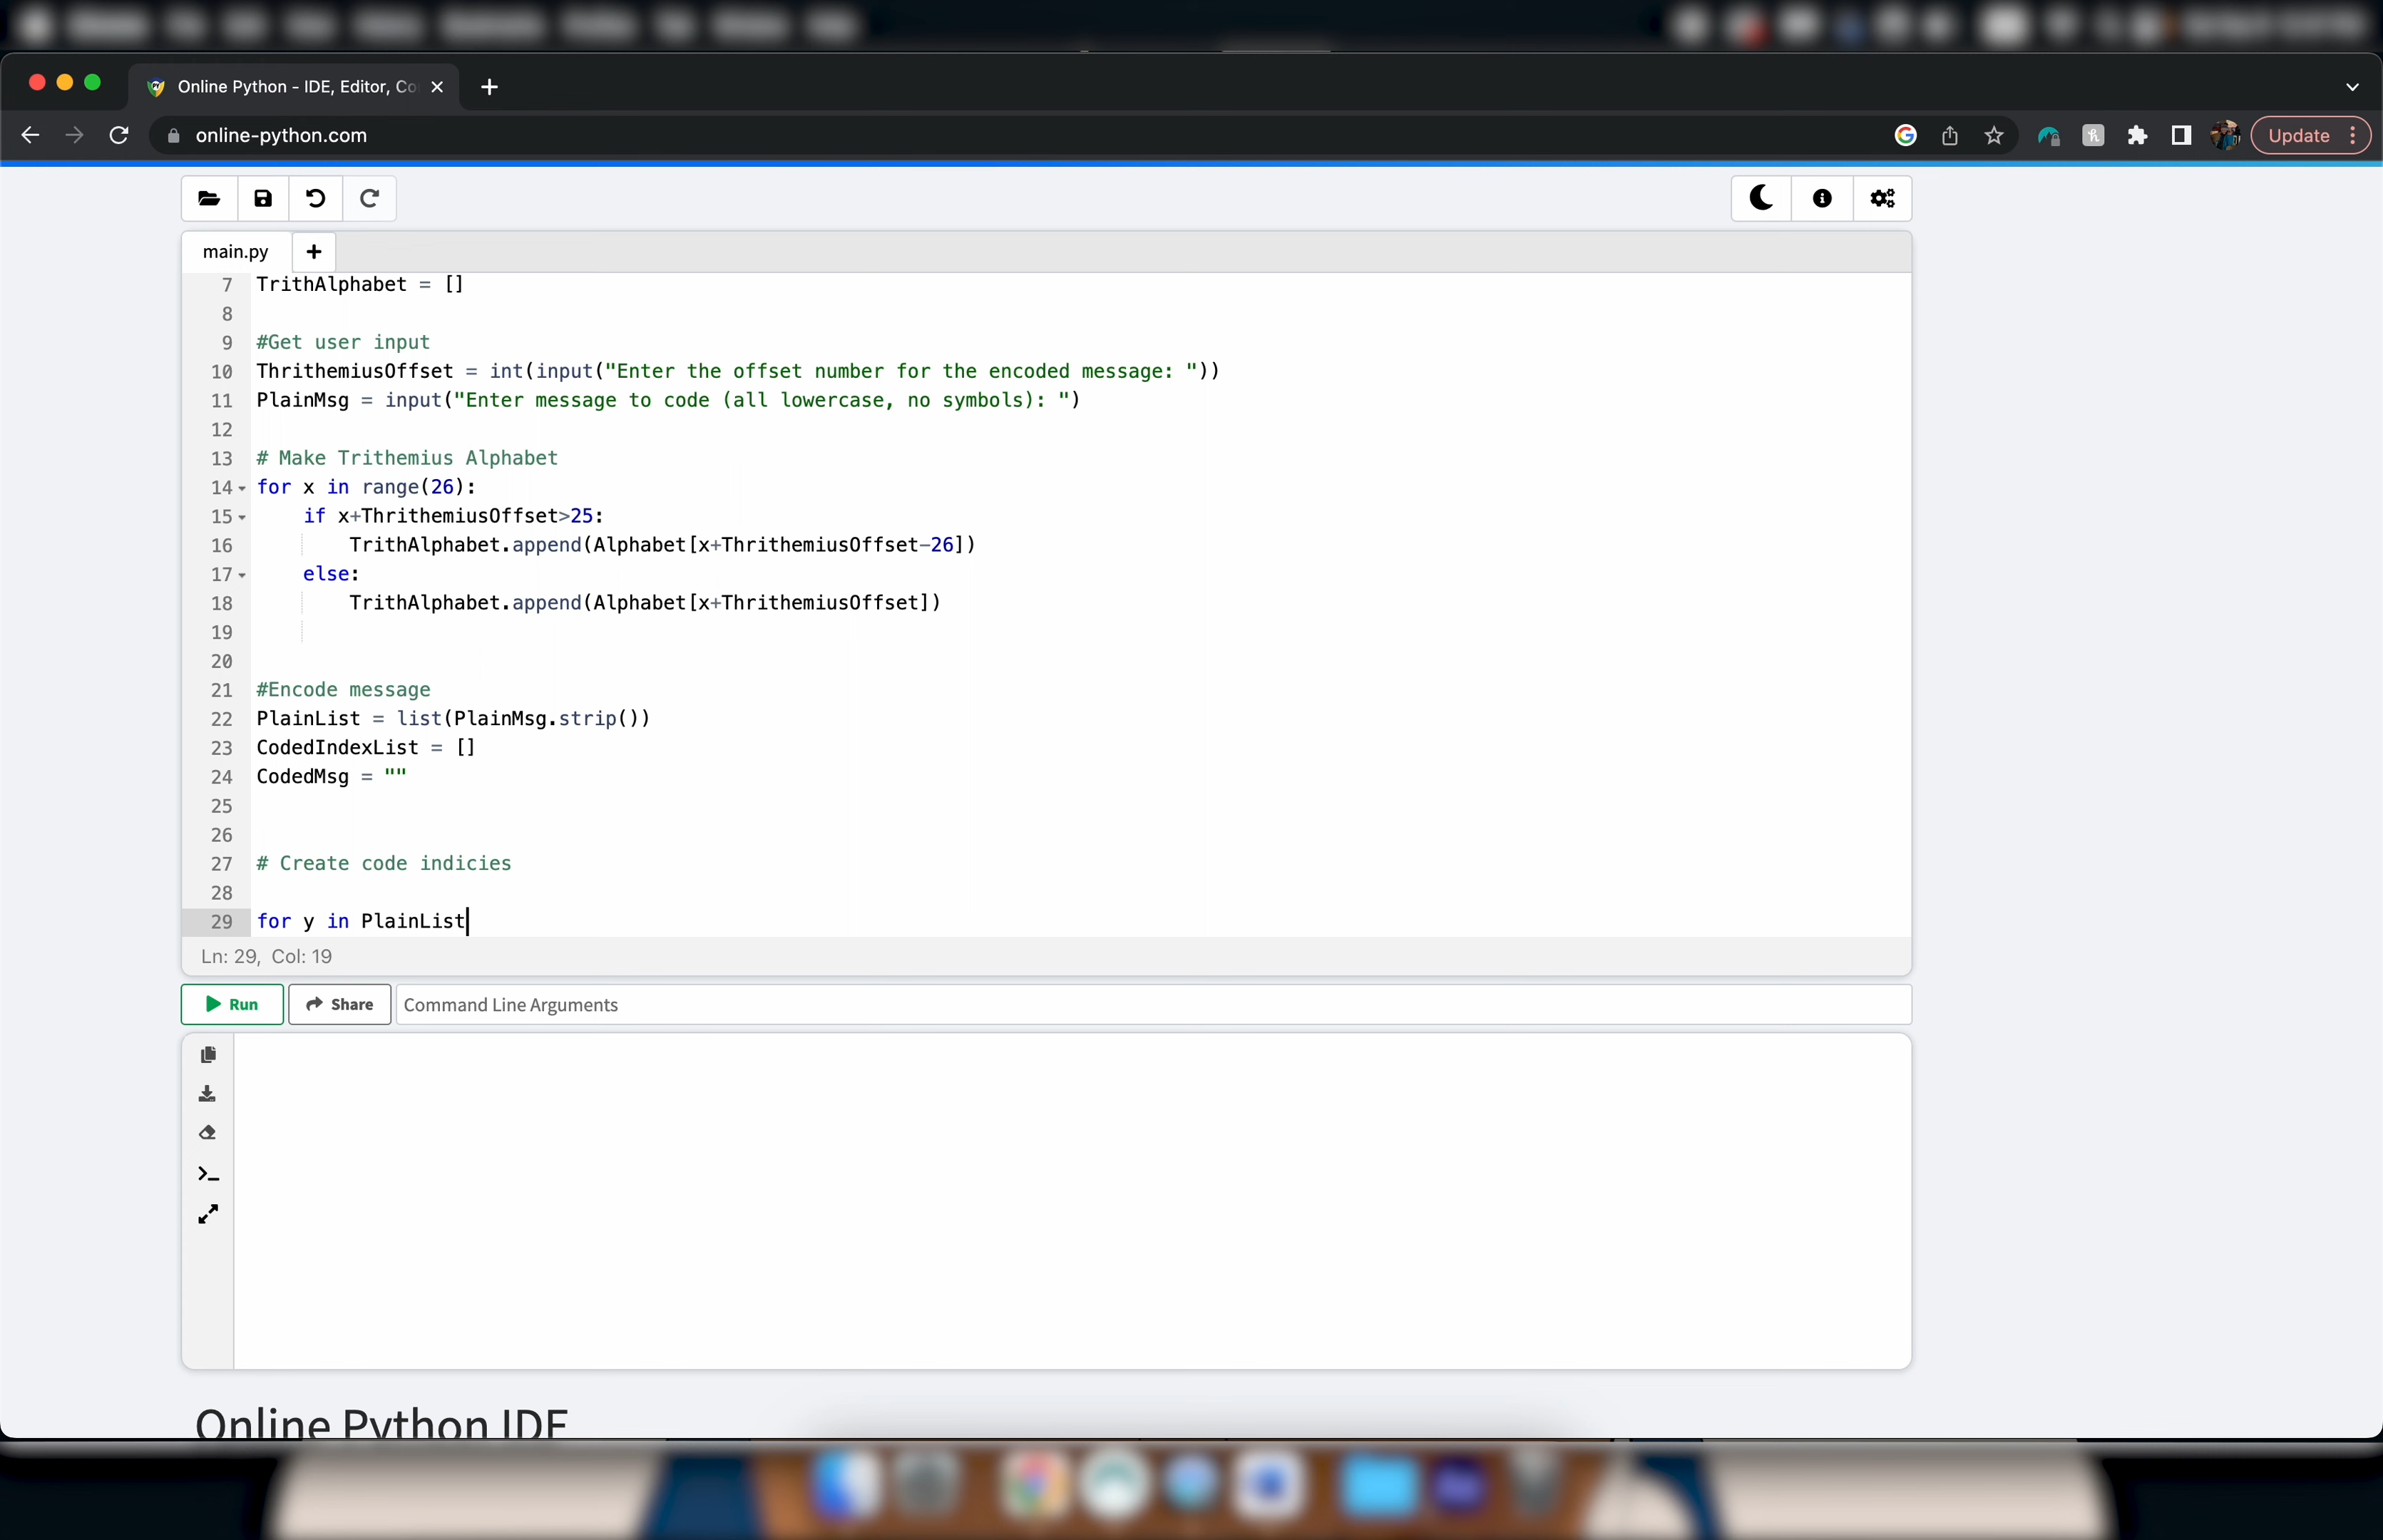 Online Python - IDE, Editor, Co
online-python.com
Update
main.py
7 TrithAlphabet = []
8
9 #Get user input
10 ThrithemiusOffset = int(input("Enter the offset number for the encoded message: "))
11 PlainMsg = input("Enter message to code (all lowercase, no symbols): ")
12
13 # Make Trithemius Alphabet
14 for x in range(26):
15 if x+ThrithemiusOffset>25:
16 TrithAlphabet.append(Alphabet[x+ThrithemiusOffset-26])
17 else:
18 TrithAlphabet.append(Alphabet[x+ThrithemiusOffset])
19
20
21 #Encode message
22 PlainList = list(PlainMsg.strip())
23 CodedIndexList = []
24 CodedMsg = ""
25
26
27 # Create code indicies
28
29 for y in PlainList
Ln: 29, Col: 19
Run Share Command Line Arguments
Online Python IDE